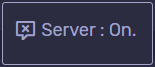 Server : On.